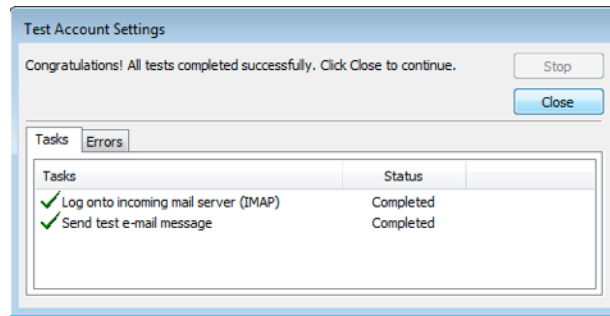 Test Account Settings
Congratulations! All tests completed successfully. Click Close to continue.
Stop
Close
Tasks Errors
Tasks Status
Log onto incoming mail server (IMAP) Completed
Send test e-mail message Completed